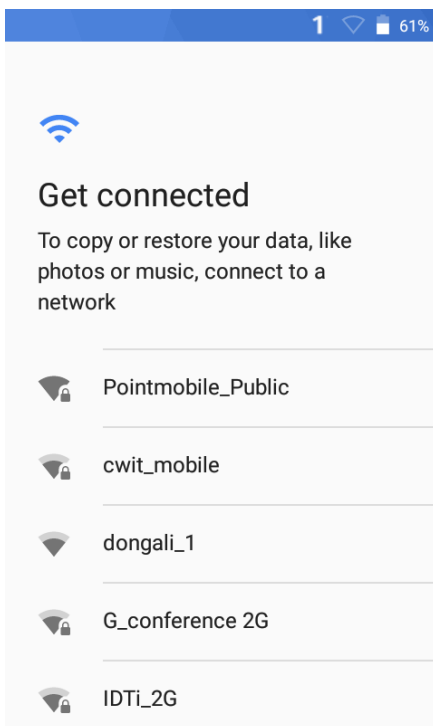 1 61%
Get connected
To copy or restore your data, like
photos or music, connect to a
network
Pointmobile_Public
cwit_mobile
dongali_1
G_conference 2G
IDTi_2G